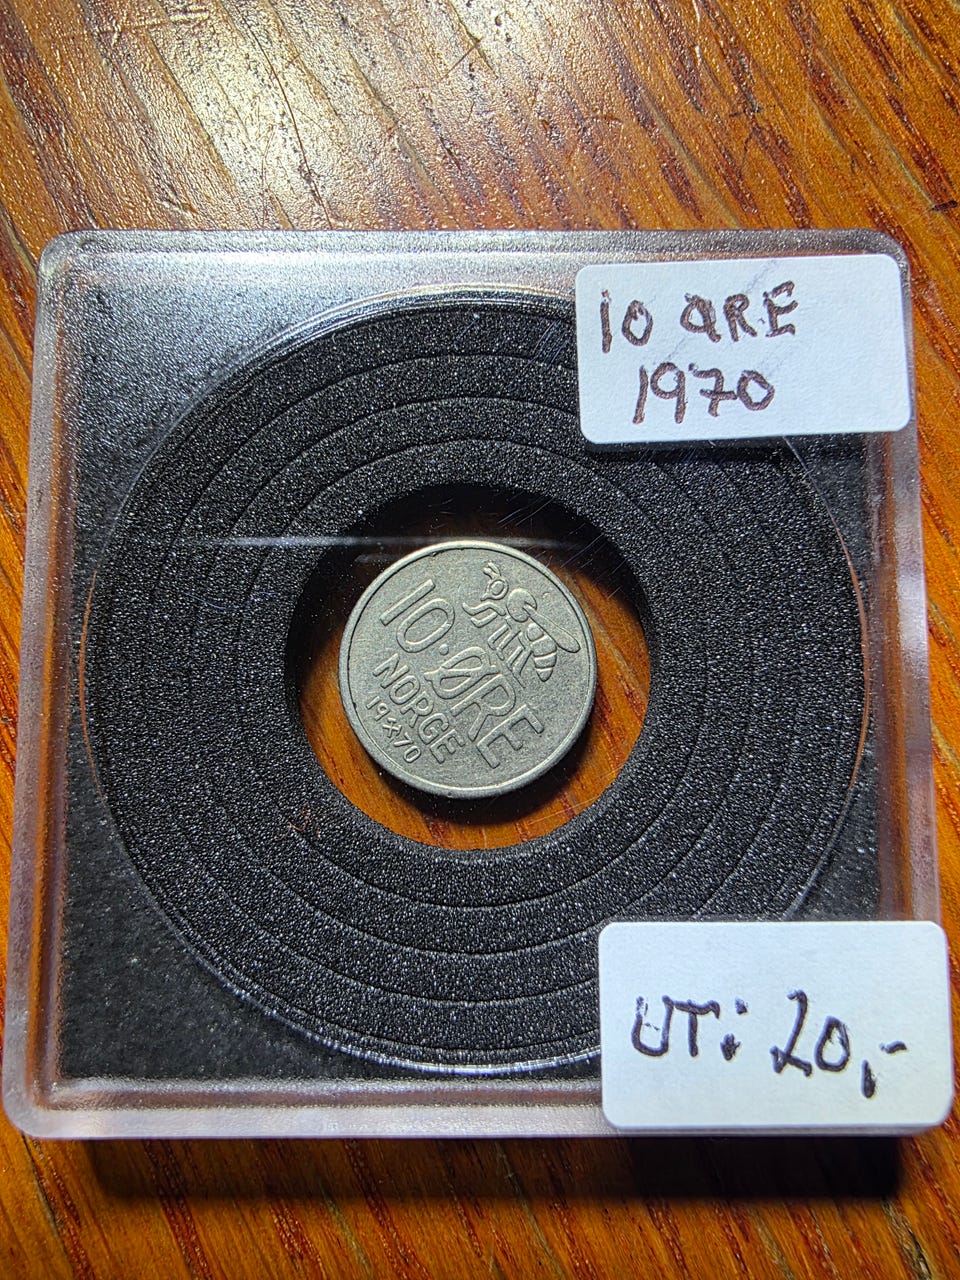 10 ØRE
1970
10·ØRE
NORGE
19⚒70
UT: 20,-